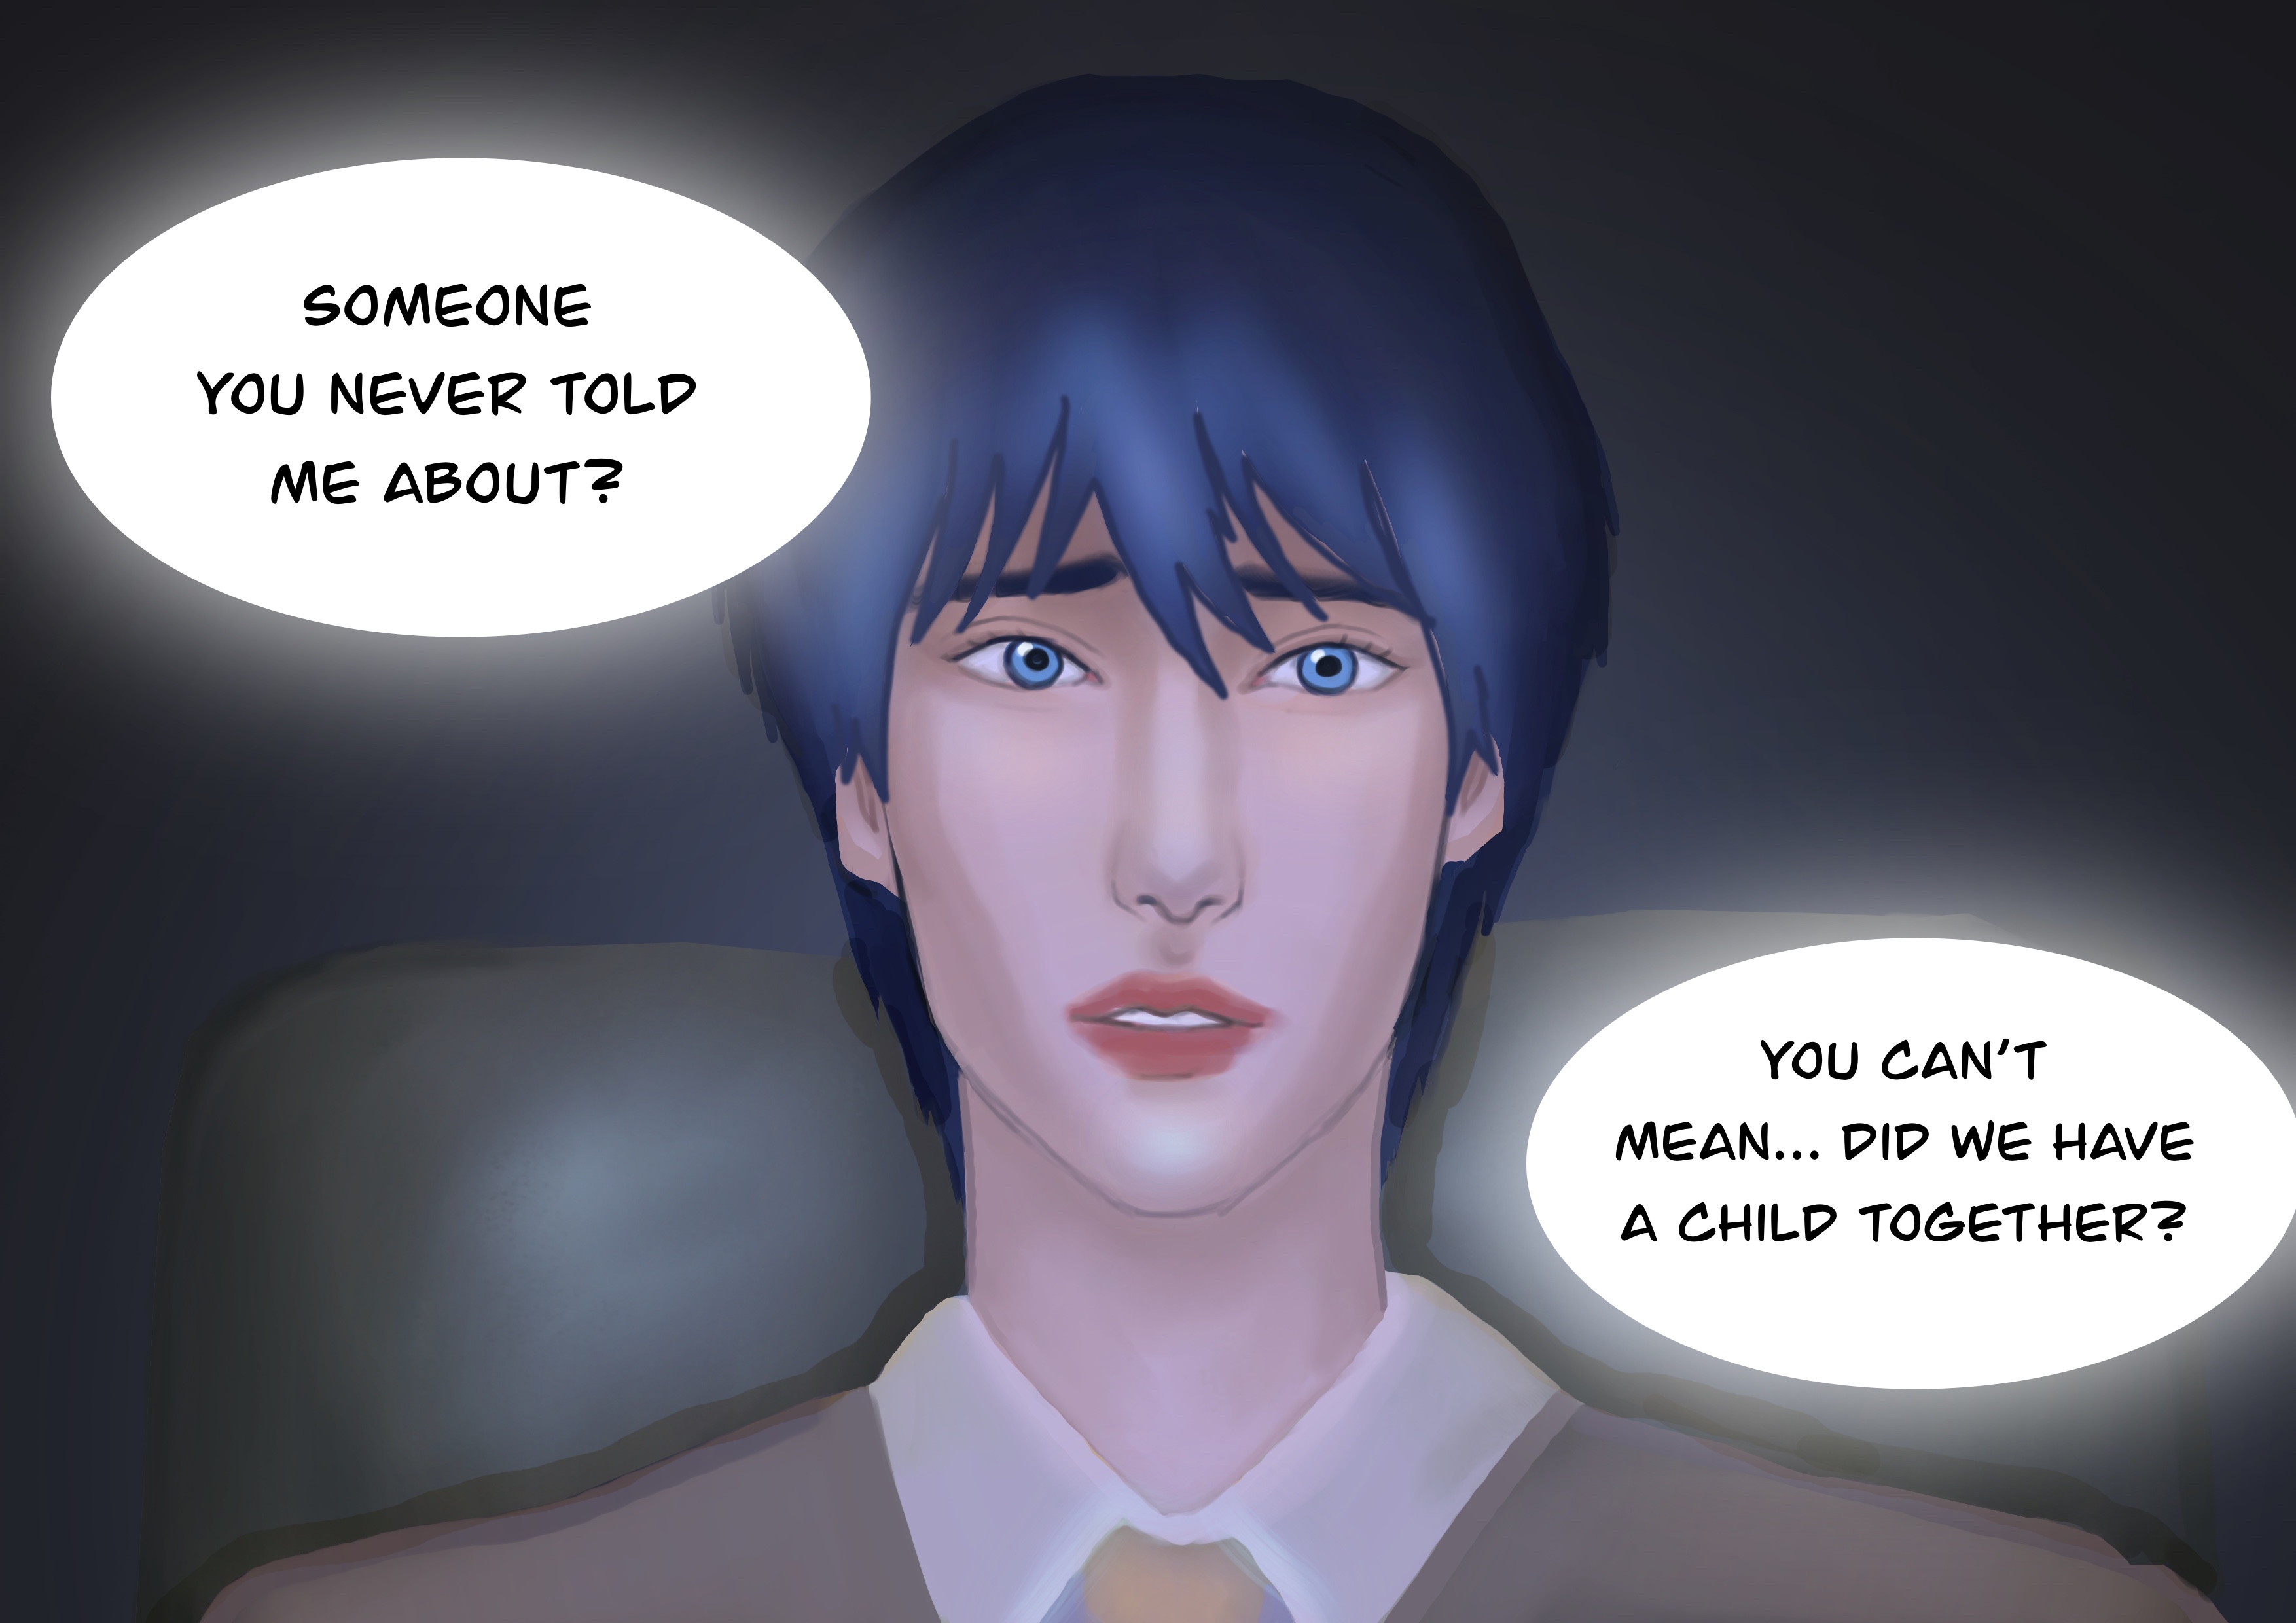 SOMEONE
YOU NEVER TOLD
ME ABOUT?
YOU CAN'T
MEAN... DID WE HAVE
A CHILD TOGETHER?